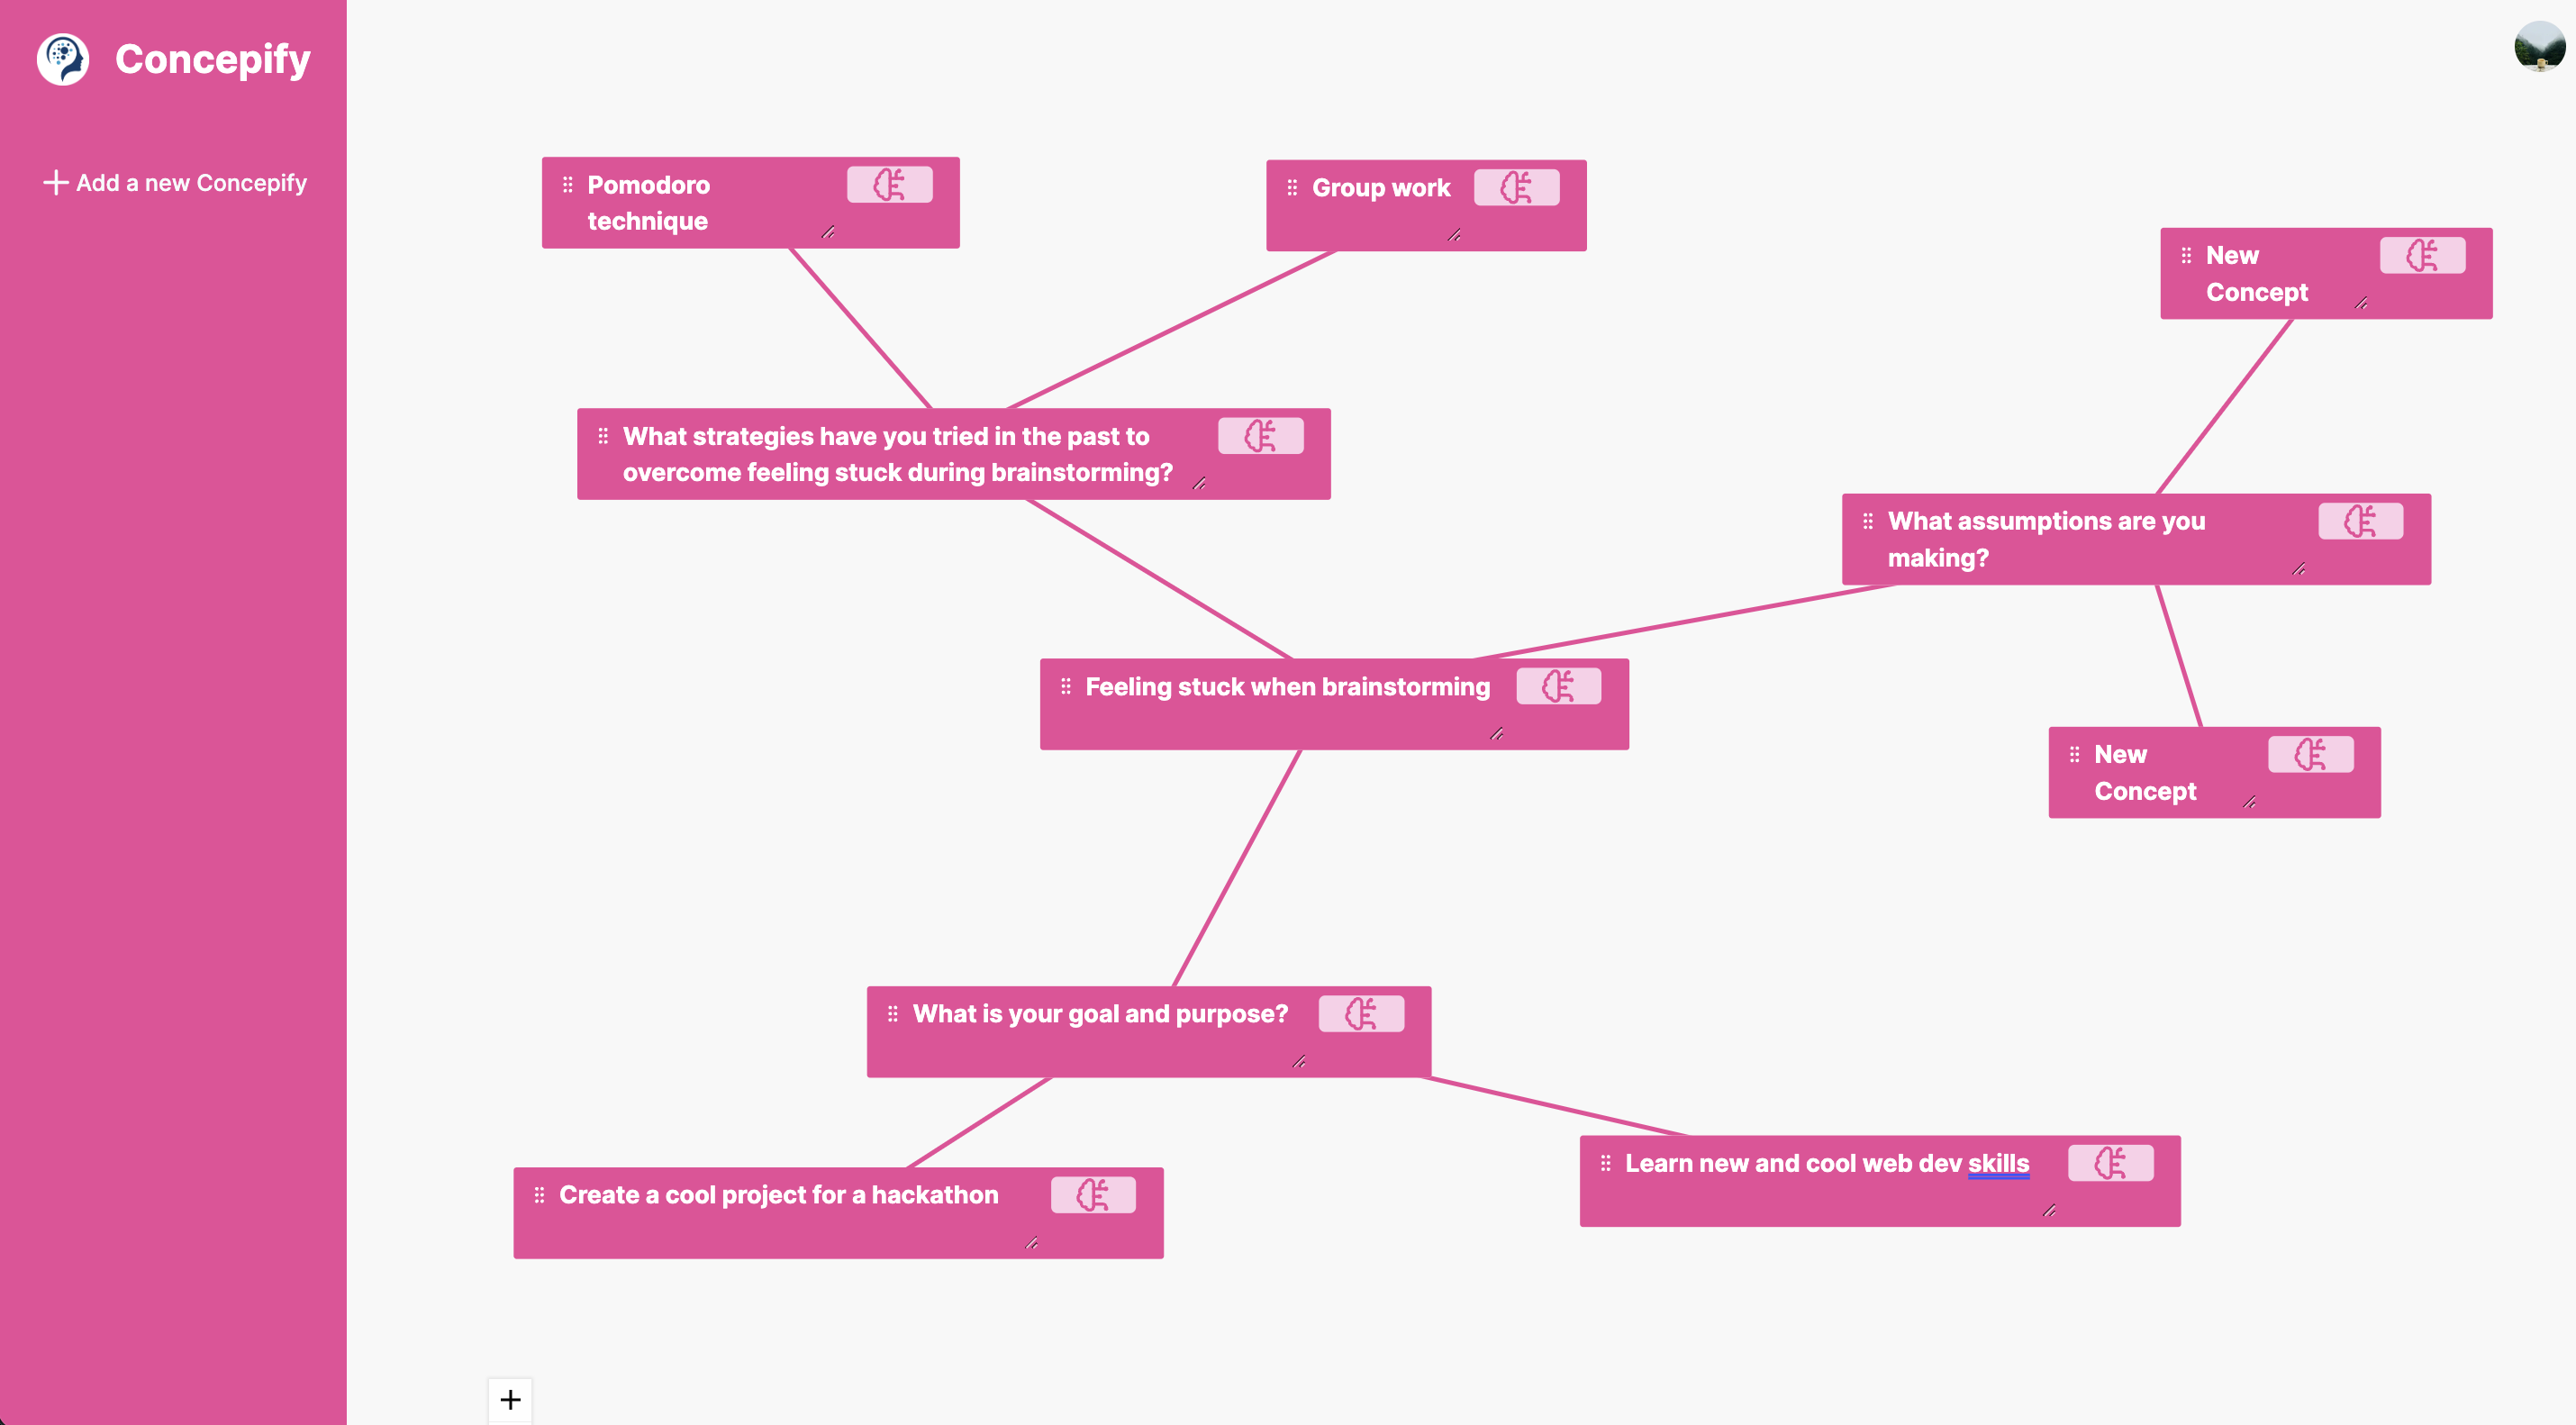 Concepify
Add a new Concepify
Pomodoro
technique
Group work
New
Concept
What strategies have you tried in the past to
overcome feeling stuck during brainstorming?
What assumptions are you
making?
Feeling stuck when brainstorming
New
Concept
What is your goal and purpose?
Learn new and cool web dev skills
Create a cool project for a hackathon